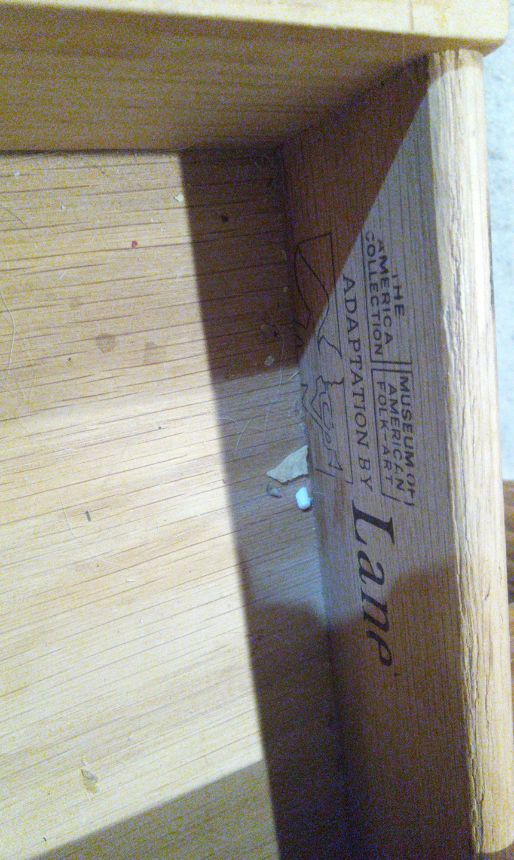 THE
AMERICA
COLLECTION
MUSEUM OF
AMERICAN
FOLK ART
ADAPTATION BY Lane